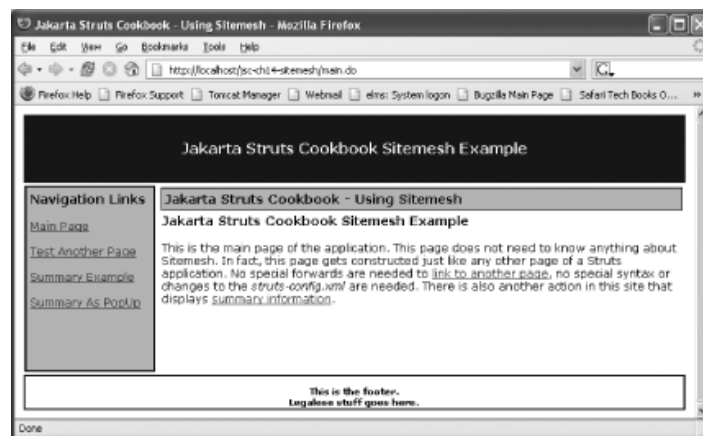 Jakarta Struts Cookbook - Using Sitemesh - Mozilla Firefox
File Edit View Go Bookmarks Tools Help
http://localhost/jsc-ch14-sitemesh/main.do
Firefox Help Firefox Support Tomcat Manager Webmail elms: System logon Bugzilla Main Page Safari Tech Books O... »
Jakarta Struts Cookbook Sitemesh Example
Navigation Links
Main Page
Test Another Page
Summary Example
Summary As PopUp
Jakarta Struts Cookbook - Using Sitemesh
Jakarta Struts Cookbook Sitemesh Example
This is the main page of the application. This page does not need to know anything about
Sitemesh. In fact, this page gets constructed just like any other page of a Struts
application. No special forwards are needed to link to another page, no special syntax or
changes to the struts-config.xml are needed. There is also another action in this site that
displays summary information.
This is the footer.
Legalese stuff goes here.
Done